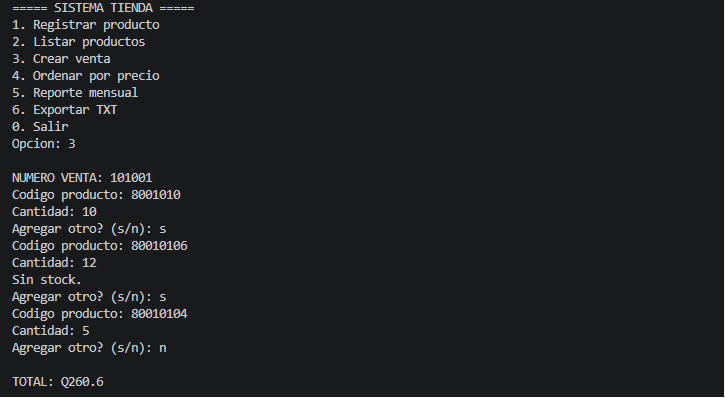 ===== SISTEMA TIENDA =====
1. Registrar producto
2. Listar productos
3. Crear venta
4. Ordenar por precio
5. Reporte mensual
6. Exportar TXT
0. Salir
Opcion: 3
NUMERO VENTA: 101001
Codigo producto: 8001010
Cantidad: 10
Agregar otro? (s/n): s
Codigo producto: 80010106
Cantidad: 12
Sin stock.
Agregar otro? (s/n): s
Codigo producto: 80010104
Cantidad: 5
Agregar otro? (s/n): n
TOTAL: Q260.6